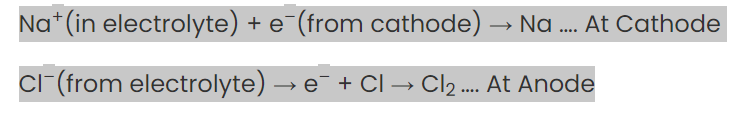 Na⁺(in electrolyte) + e⁻(from cathode) → Na .... At Cathode
Cl⁻(from electrolyte) → e⁻ + Cl → Cl₂ .... At Anode